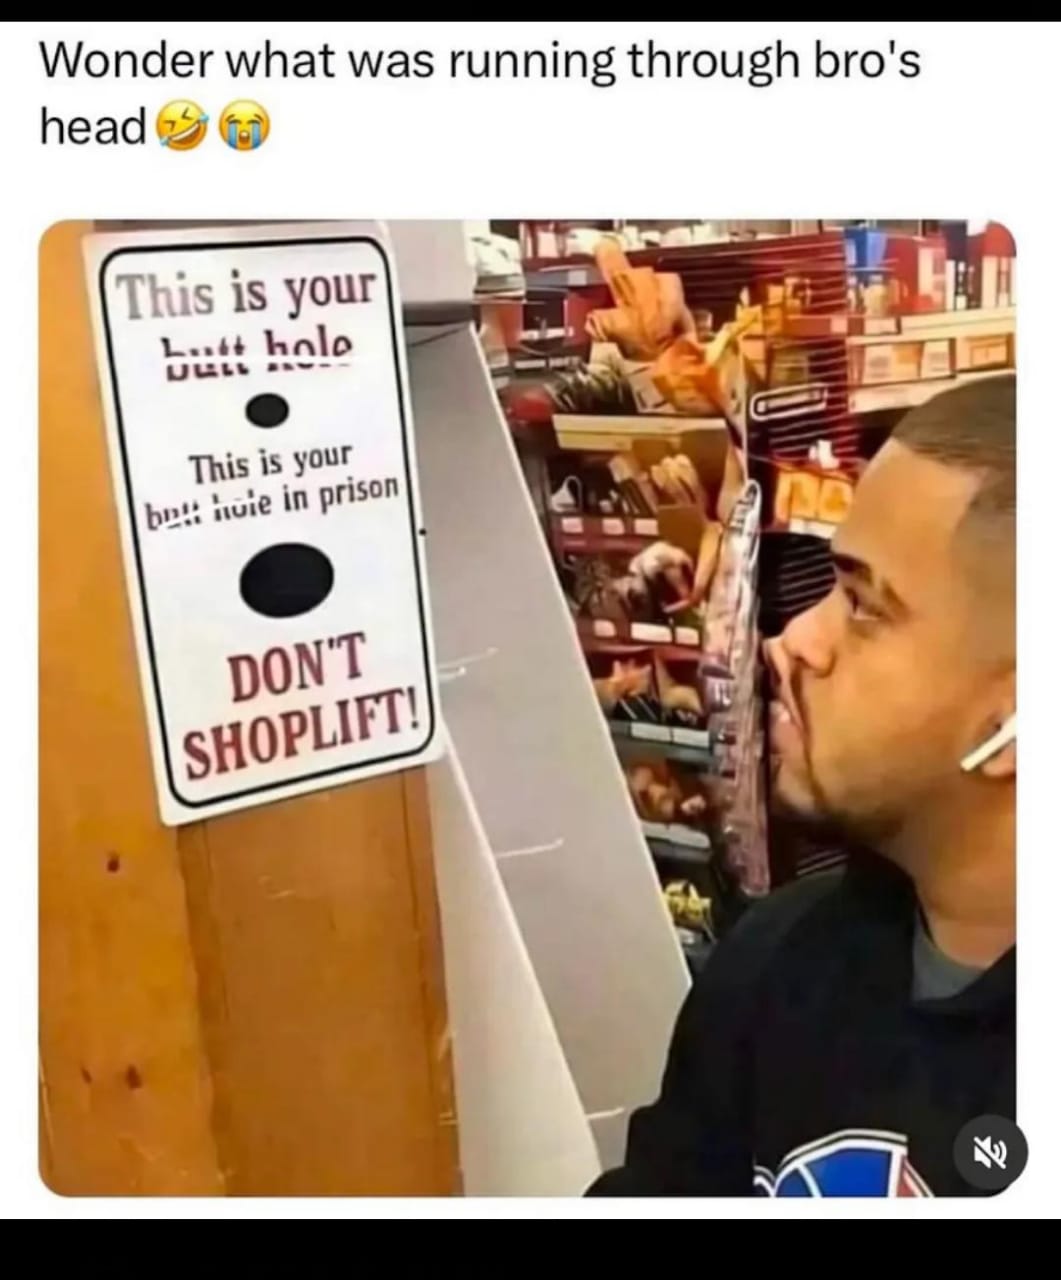 Wonder what was running through bro's
head🤣😭
This is your
butt hole
This is your
butt hole in prison
DON'T
SHOPLIFT!